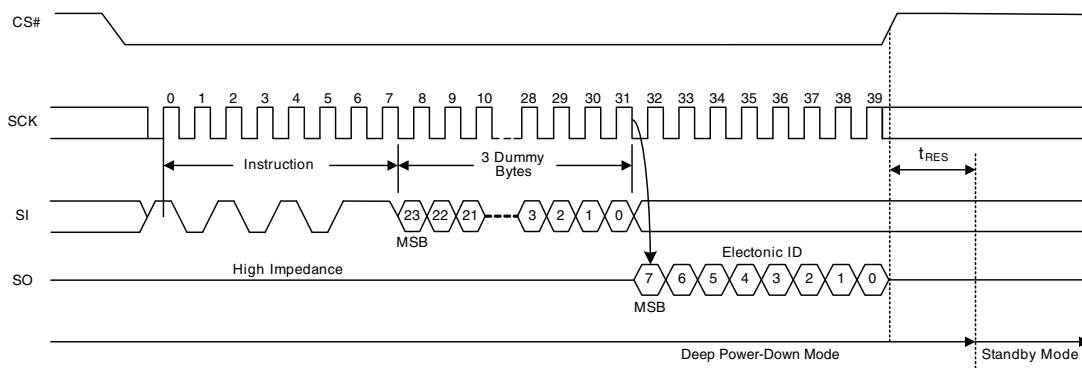 CS#
0 1 2 3 4 5 6 7 8 9 10 28 29 30 31 32 33 34 35 36 37 38 39
SCK
Instruction
3 Dummy
Bytes
tRES
SI
23 22 21 3 2 1 0
MSB
High Impedance
Electonic ID
SO
7 6 5 4 3 2 1 0
MSB
Deep Power-Down Mode
Standby Mode